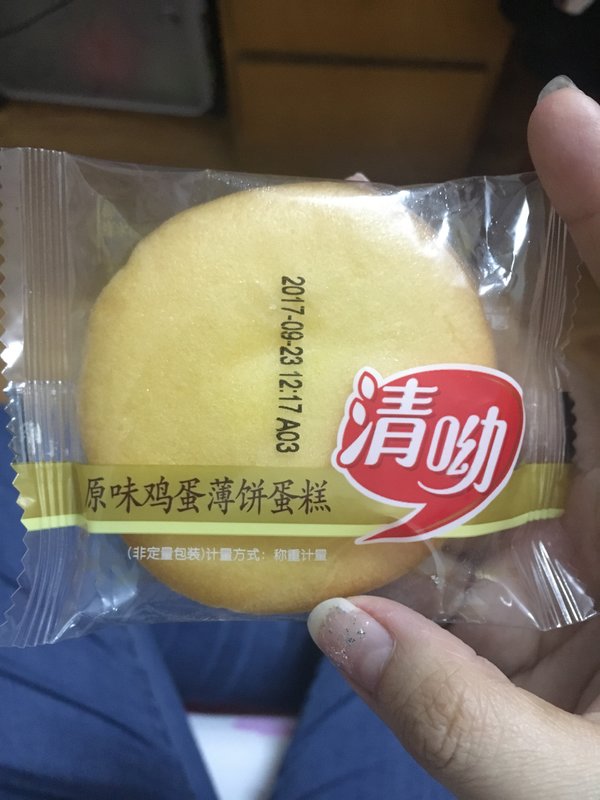 2017-09-23 12:17 A03
清呦
原味鸡蛋薄饼蛋糕
(非定量包装)计量方式：称重计量